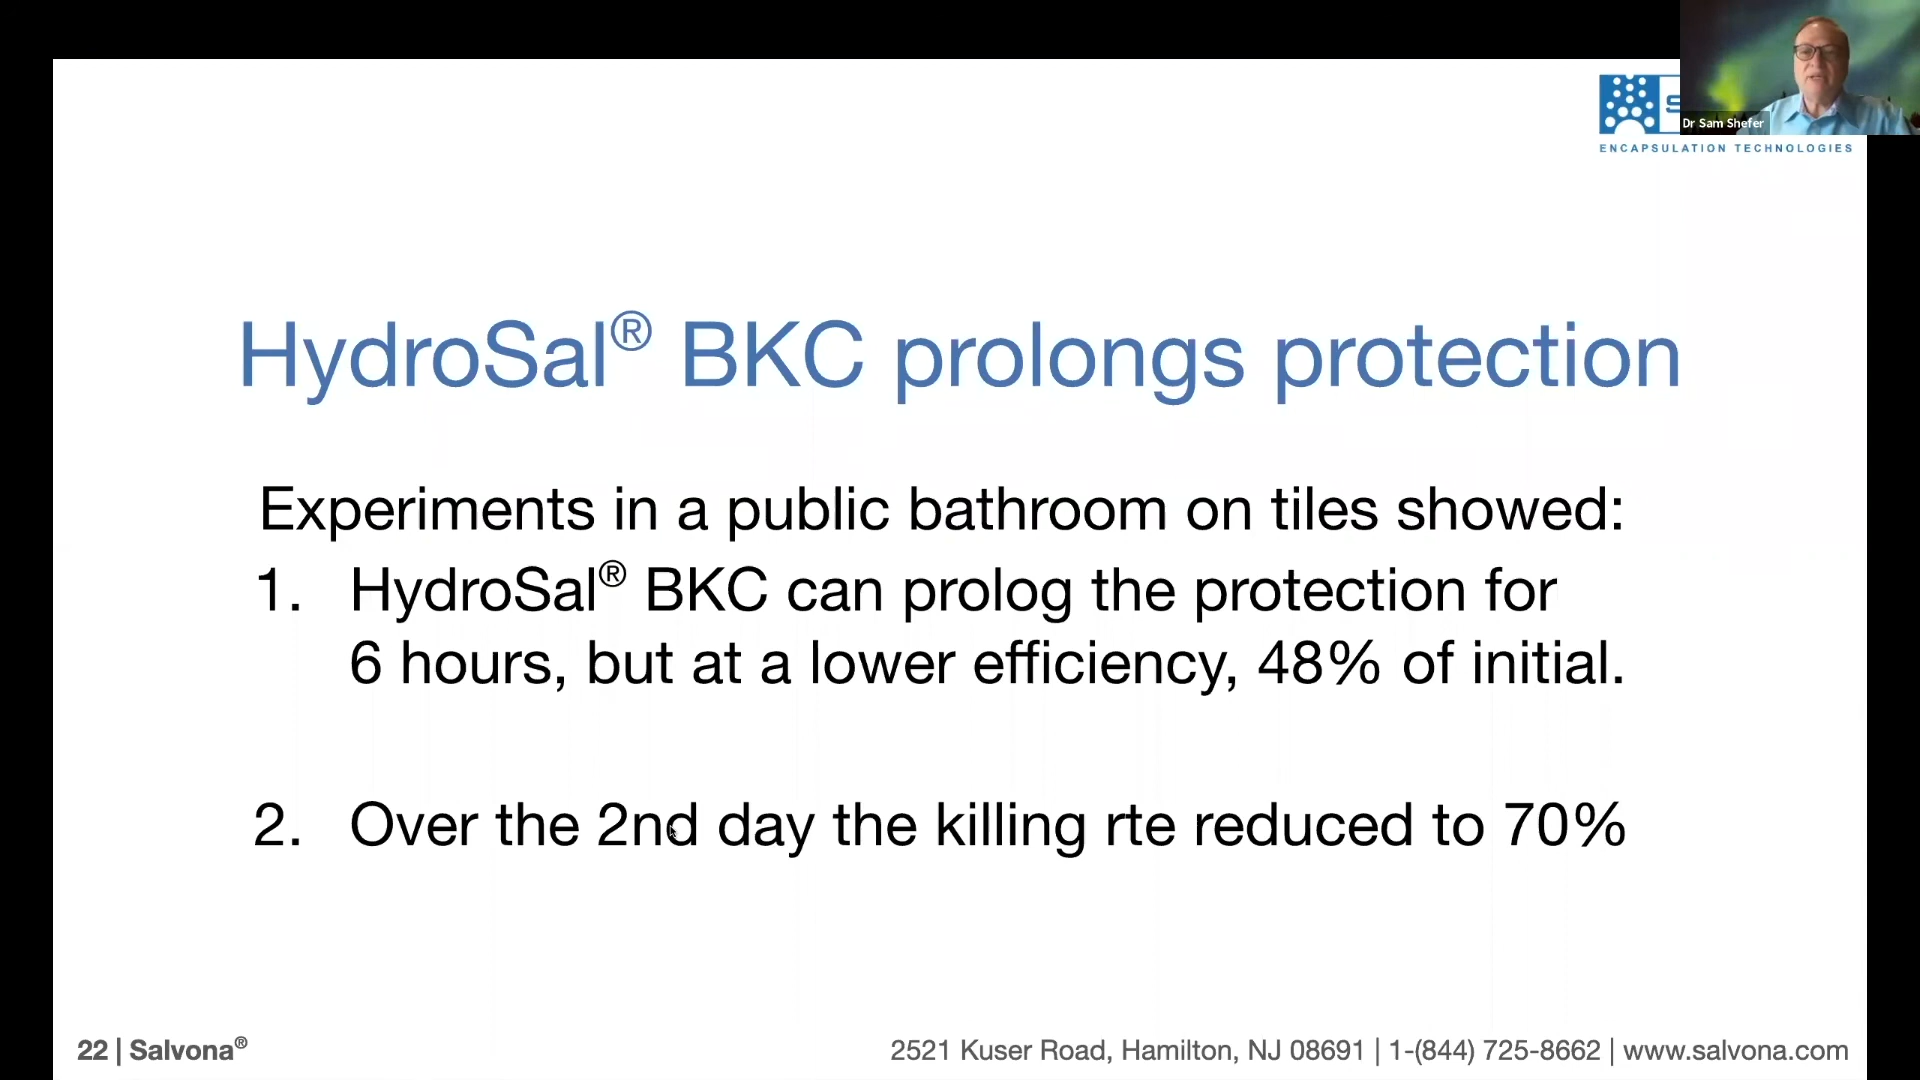 S
Dr Sam Shefer
ENCAPSULATION TECHNOLOGIES
HydroSal® BKC prolongs protection
Experiments in a public bathroom on tiles showed:
1. HydroSal® BKC can prolog the protection for
6 hours, but at a lower efficiency, 48% of initial.
2. Over the 2nd day the killing rte reduced to 70%
22 | Salvona®
2521 Kuser Road, Hamilton, NJ 08691 | 1-(844) 725-8662 | www.salvona.com